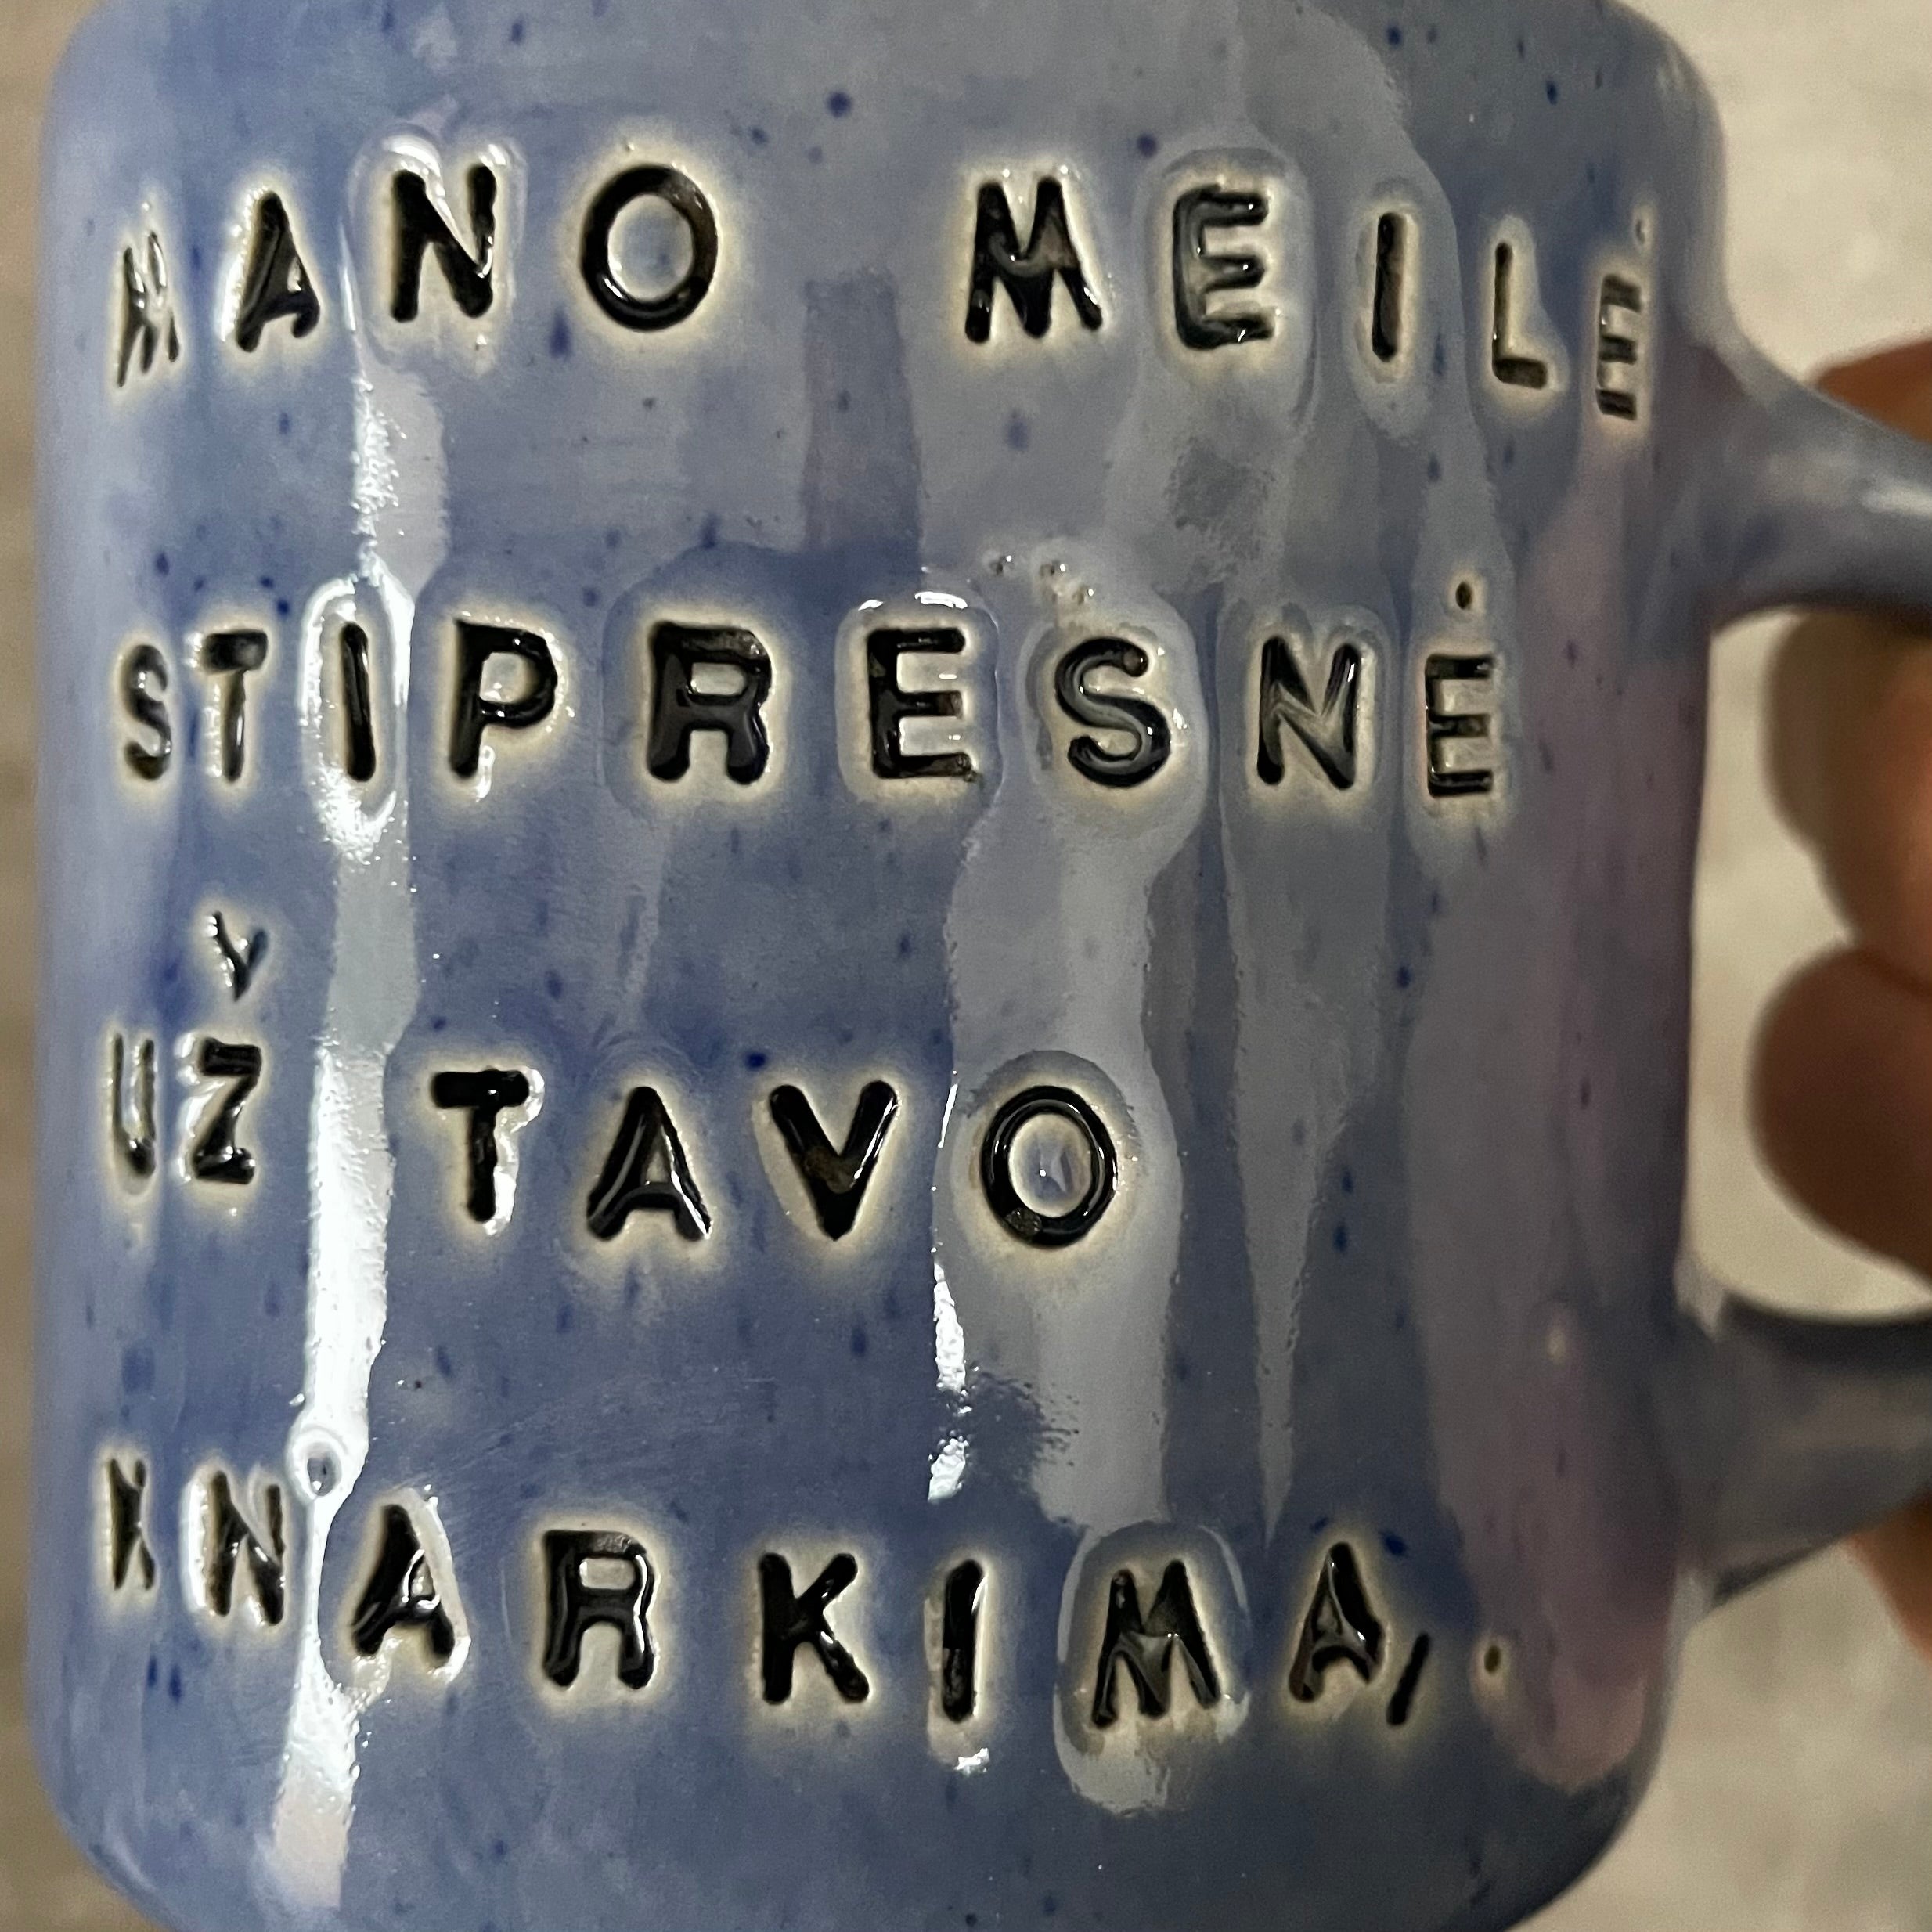 MANO MEILĖ
STIPRESNĖ
UŽ TAVO
KNARKIMĄ.